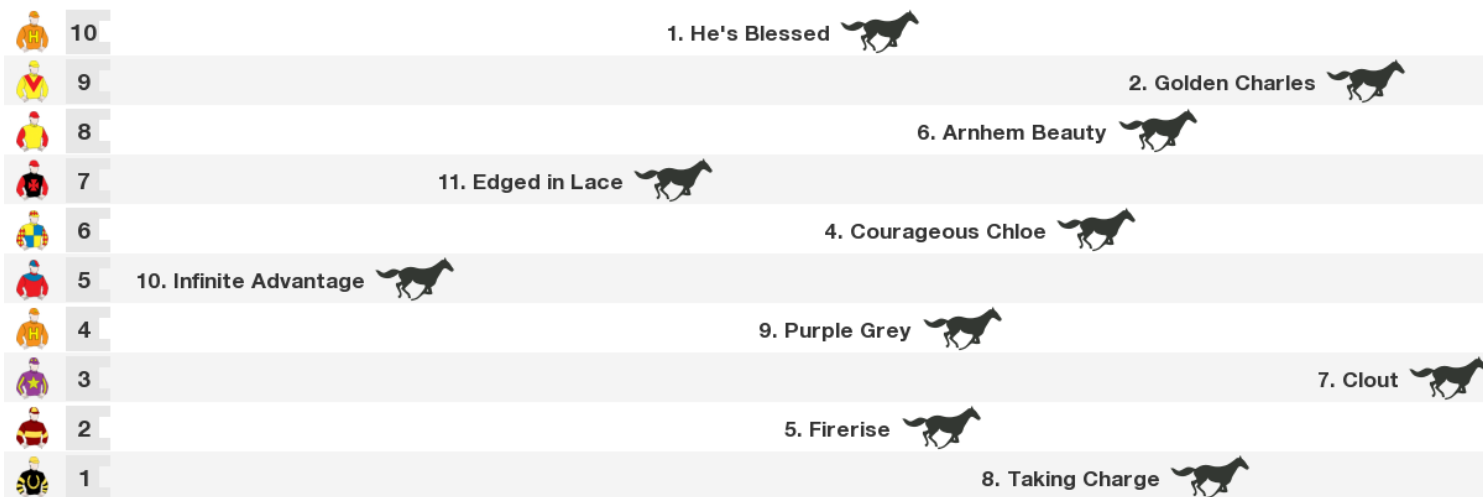 H 10 1. He's Blessed
9 2. Golden Charles
8 6. Arnhem Beauty
7 11. Edged in Lace
6 4. Courageous Chloe
5 10. Infinite Advantage
H 4 9. Purple Grey
3 7. Clout
2 5. Firerise
1 8. Taking Charge